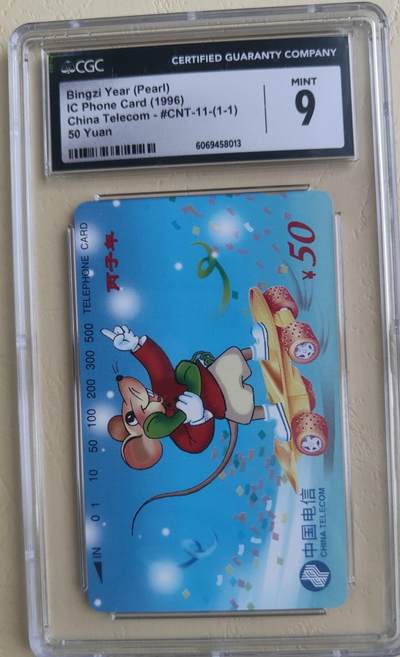 CGC
CERTIFIED GUARANTY COMPANY
Bingzi Year (Pearl)
IC Phone Card (1996)
China Telecom - #CNT-11-(1-1)
50 Yuan
MINT
9
6069458013
丙子年
¥50
IN 0 1 10 50 100 200 300 500 TELEPHONE CARD
中国电信
CHINA TELECOM